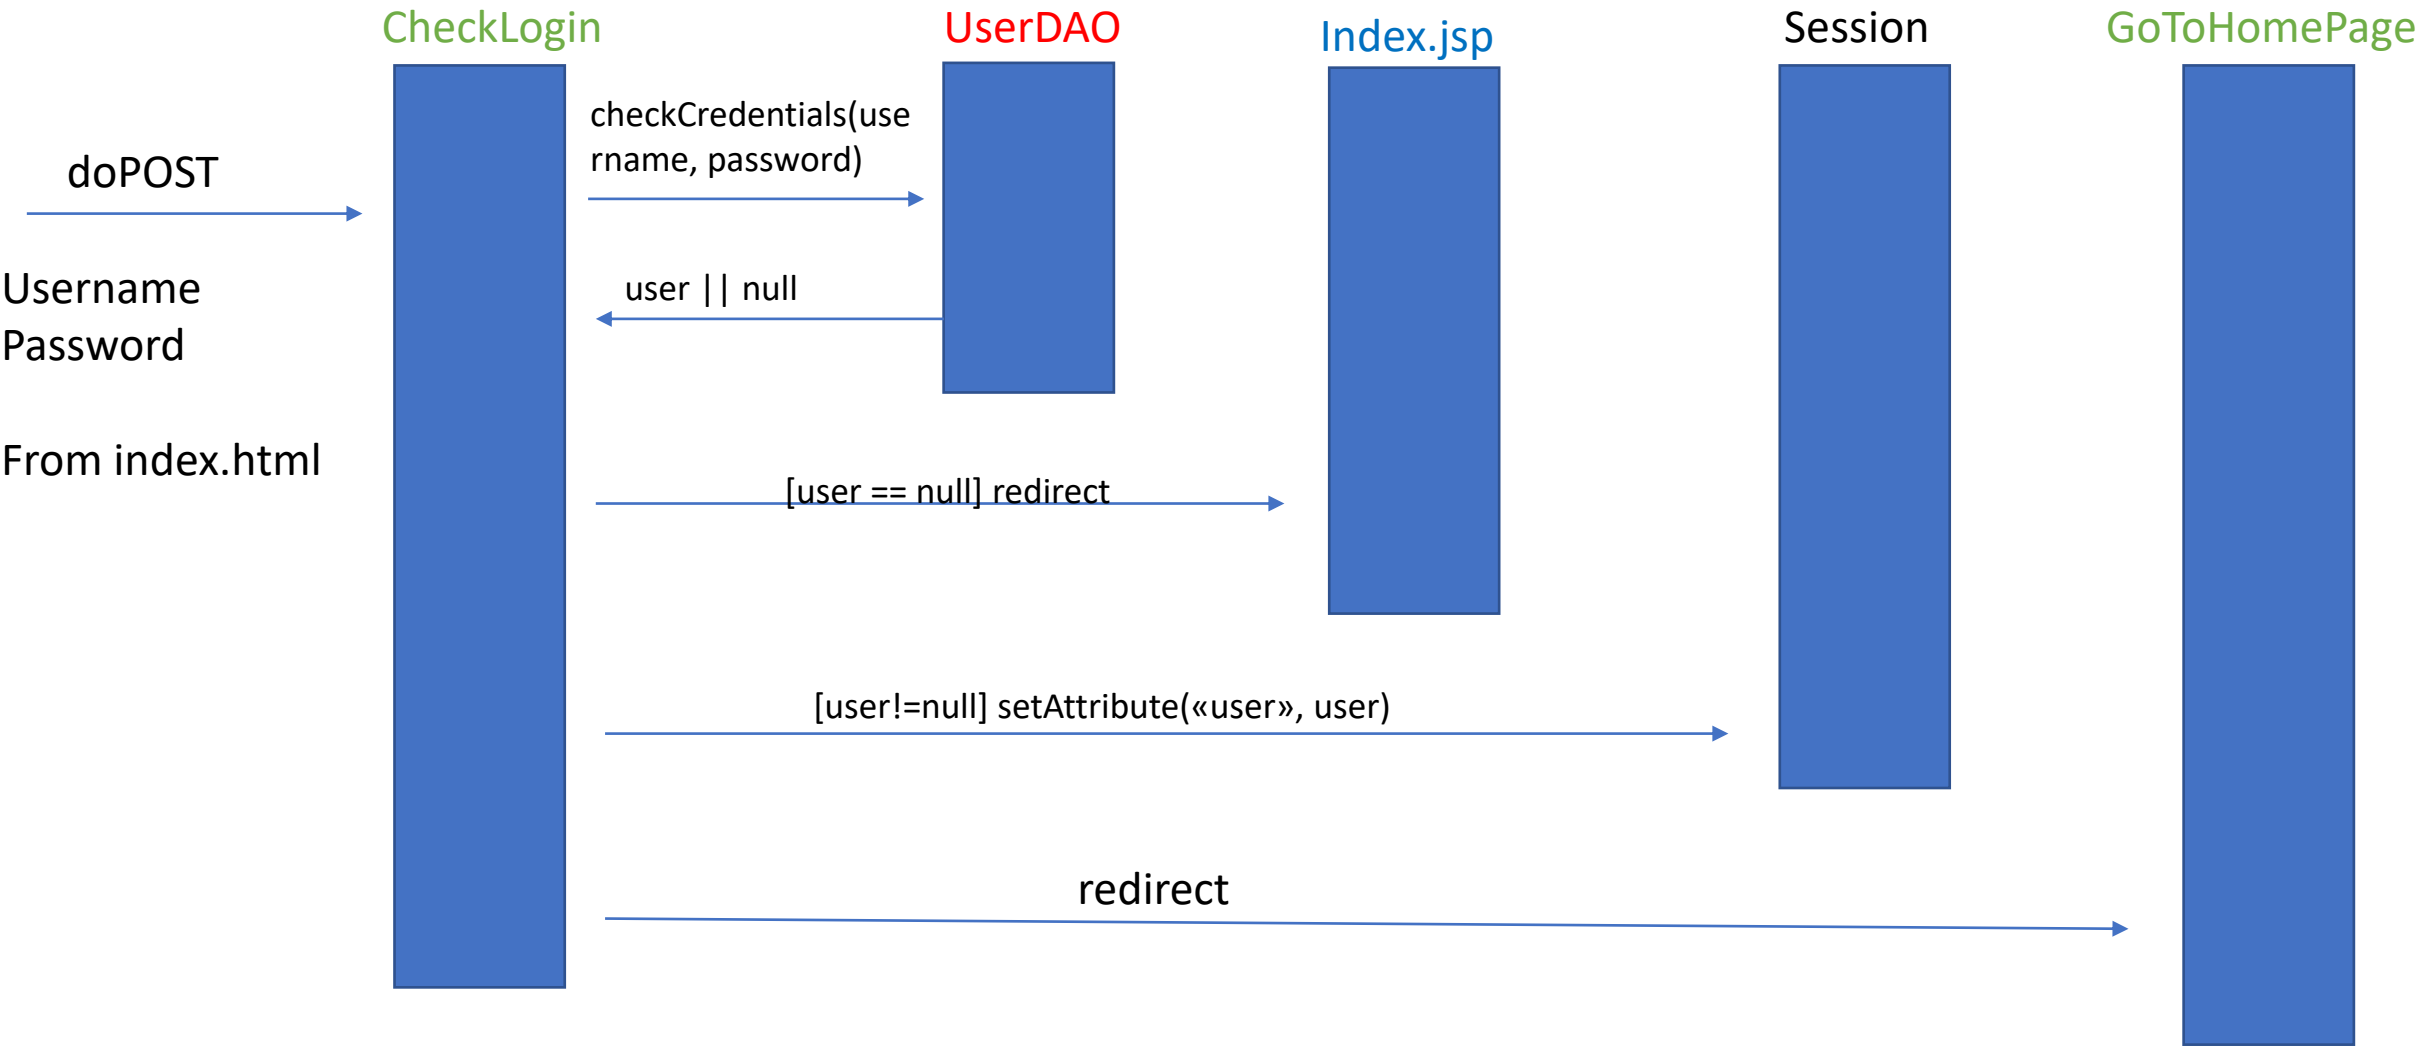 CheckLogin
UserDAO
Index.jsp
Session
GoToHomePage
checkCredentials(use
rname, password)
doPOST
Username
Password
From index.html
user || null
[user == null] redirect
[user!=null] setAttribute(«user», user)
redirect